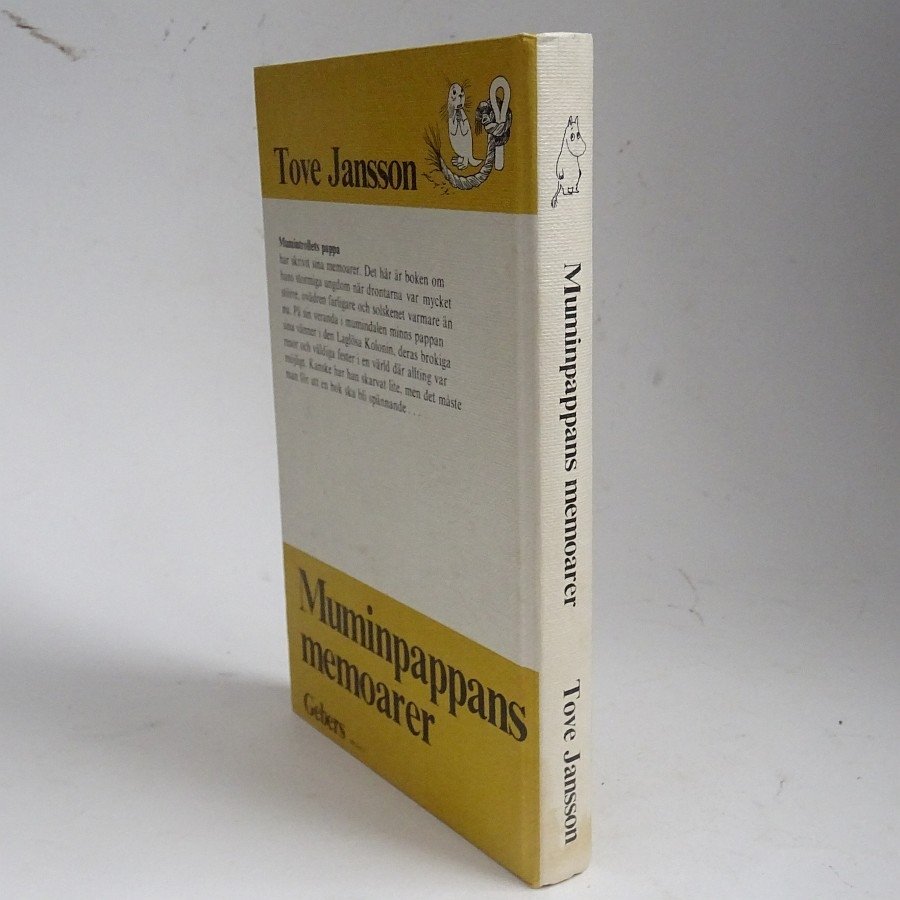 Tove Jansson
Mumintrollets pappa
har skrivit sina memoarer. Det här är boken om
hans stormiga ungdom när drontarna var mycket
större, ovädren farligare och solskenet varmare än
nu. På sin veranda i mumindalen minns pappan
sina vänner i den Laglösa Kolonin, deras brokiga
resor och väldiga fester i en värld där allting var
möjligt. Kanske har han skarvat lite, men det måste
man för att en bok ska bli spännande . . .
Muminpappans
memoarer
Gebers
Muminpappans memoarer
Tove Jansson